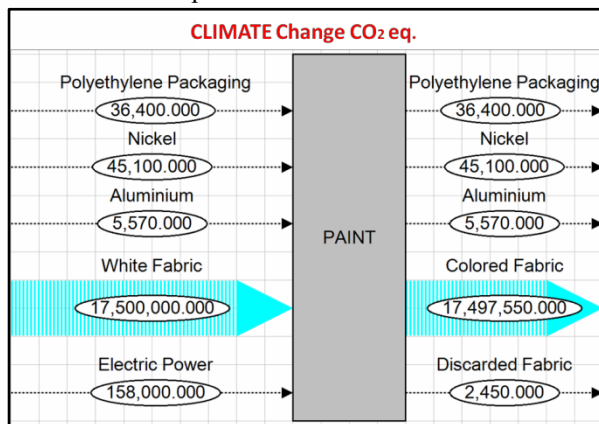 CLIMATE Change CO₂ eq.
Polyethylene Packaging
36,400.000
Nickel
45,100.000
Aluminium
5,570.000
White Fabric
17,500,000.000
Electric Power
158,000.000
PAINT
Polyethylene Packaging
36,400.000
Nickel
45,100.000
Aluminium
5,570.000
Colored Fabric
17,497,550.000
Discarded Fabric
2,450.000